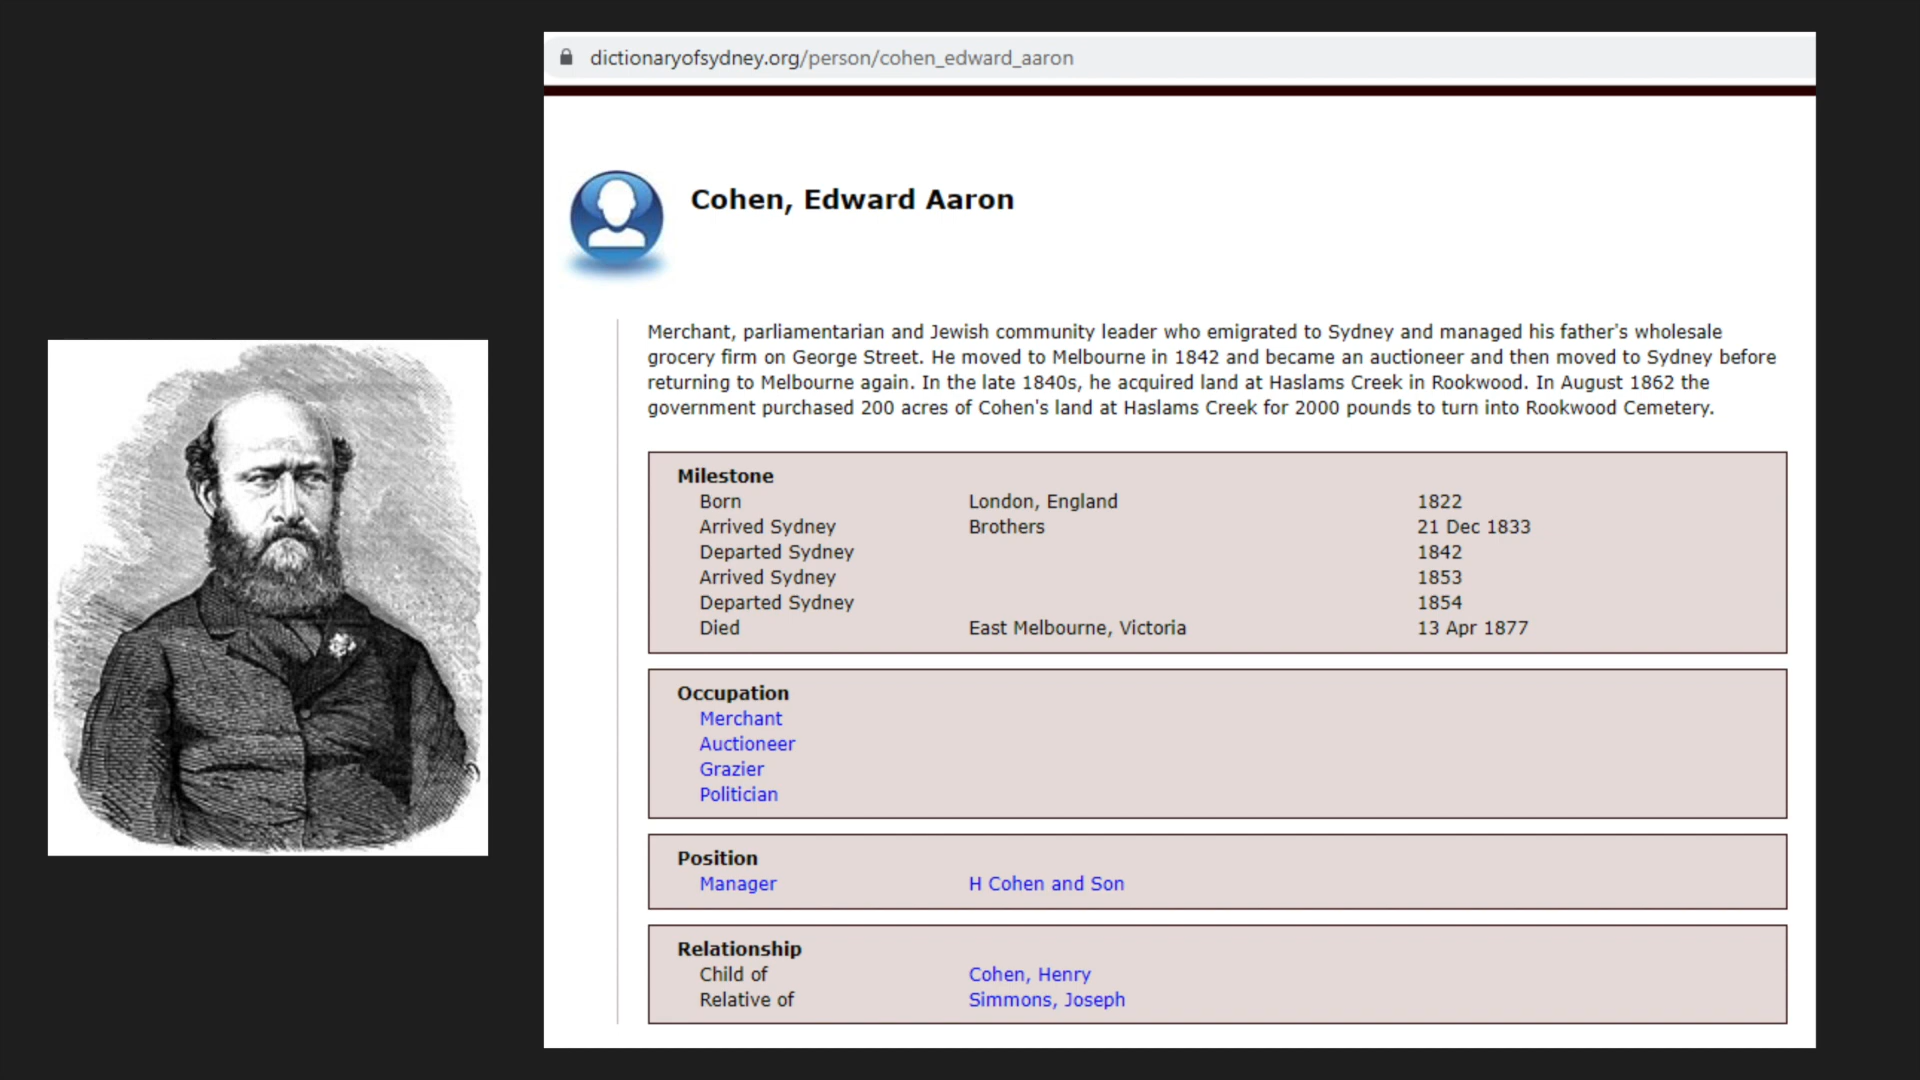 dictionaryofsydney.org/person/cohen_edward_aaron
Cohen, Edward Aaron
Merchant, parliamentarian and Jewish community leader who emigrated to Sydney and managed his father's wholesale
grocery firm on George Street. He moved to Melbourne in 1842 and became an auctioneer and then moved to Sydney before
returning to Melbourne again. In the late 1840s, he acquired land at Haslams Creek in Rookwood. In August 1862 the
government purchased 200 acres of Cohen's land at Haslams Creek for 2000 pounds to turn into Rookwood Cemetery.
Milestone
Born London, England 1822
Arrived Sydney Brothers 21 Dec 1833
Departed Sydney 1842
Arrived Sydney 1853
Departed Sydney 1854
Died East Melbourne, Victoria 13 Apr 1877
Occupation
Merchant
Auctioneer
Grazier
Politician
Position
Manager H Cohen and Son
Relationship
Child of Cohen, Henry
Relative of Simmons, Joseph